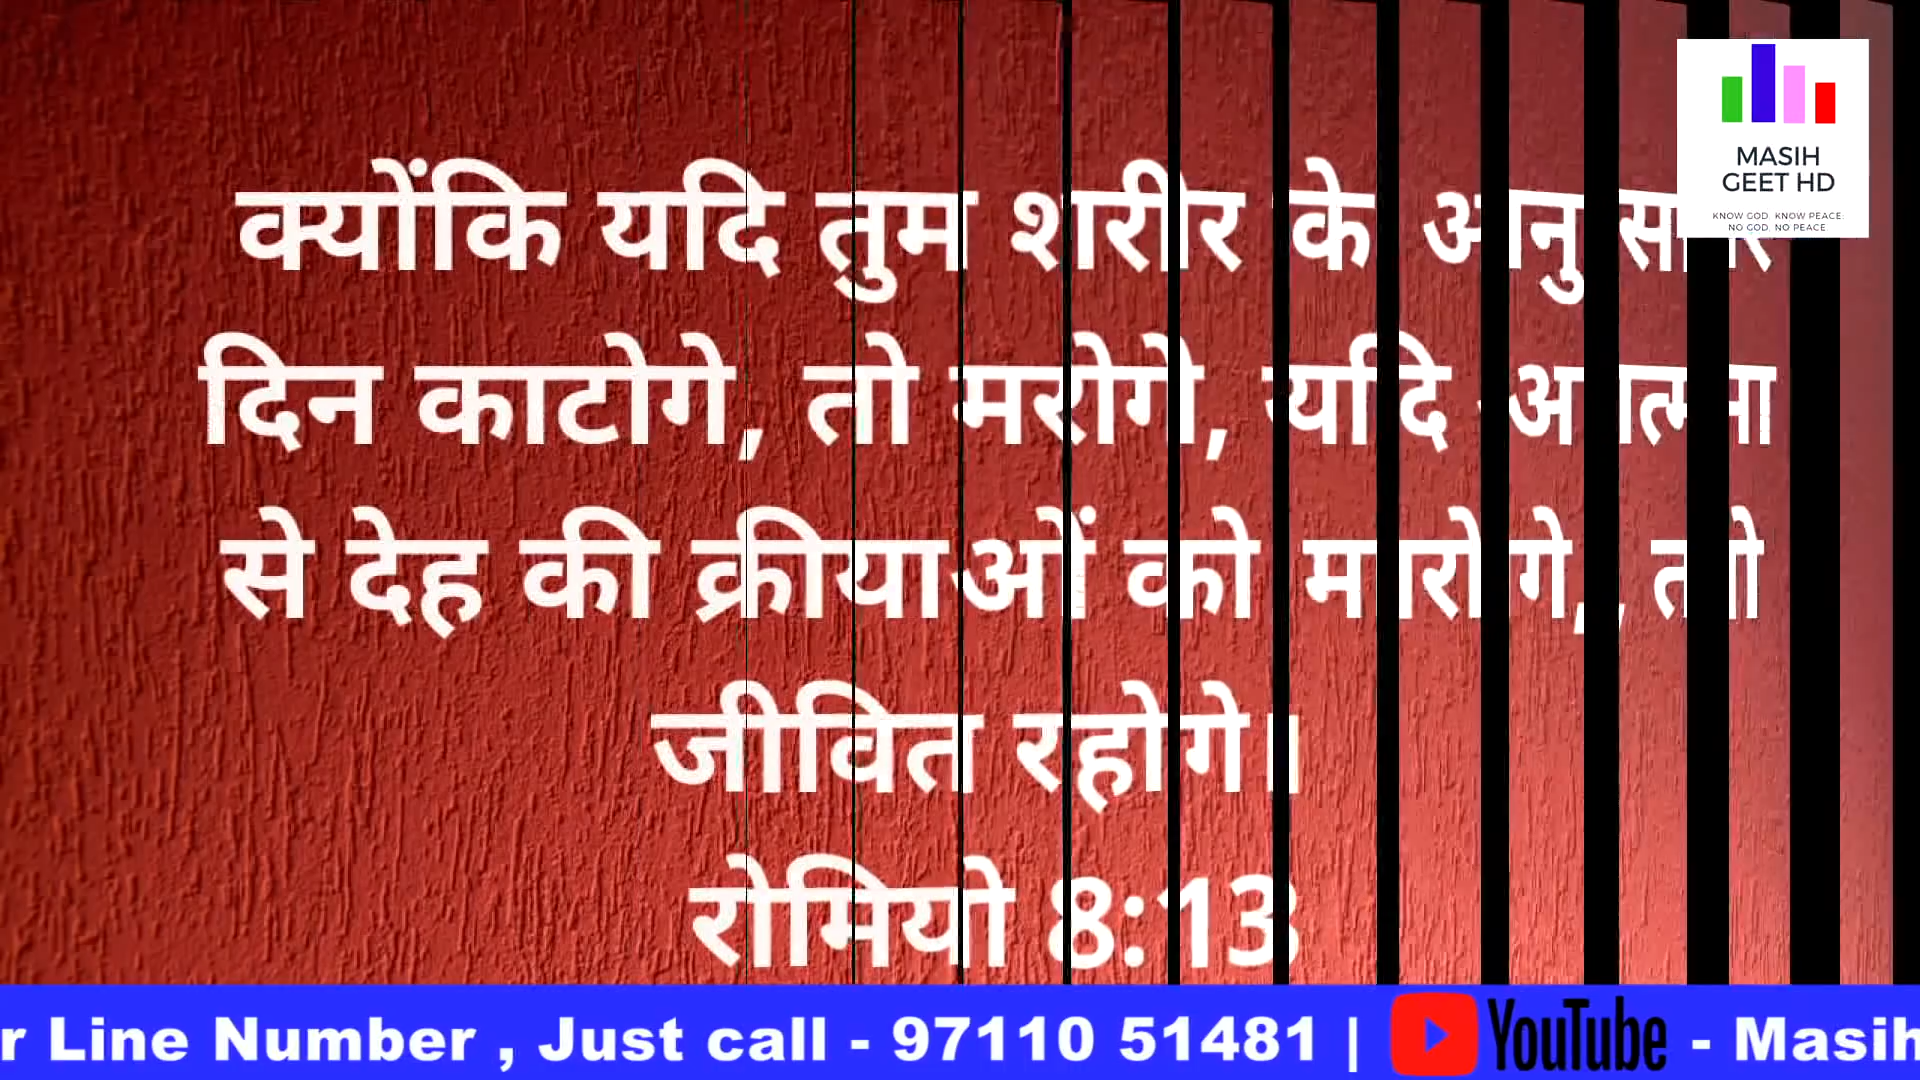 MASIH
GEET HD
KNOW GOD, KNOW PEACE;
NO GOD, NO PEACE
क्योंकि यदि तुम शरीर के अनुसार
दिन काटोगे, तो मरोगे, यदि आत्मा
से देह की क्रीयाओं को मारोगे, तो
जीवित रहोगे।
रोमियो 8:13
r Line Number , Just call - 97110 51481 | YouTube - Masih